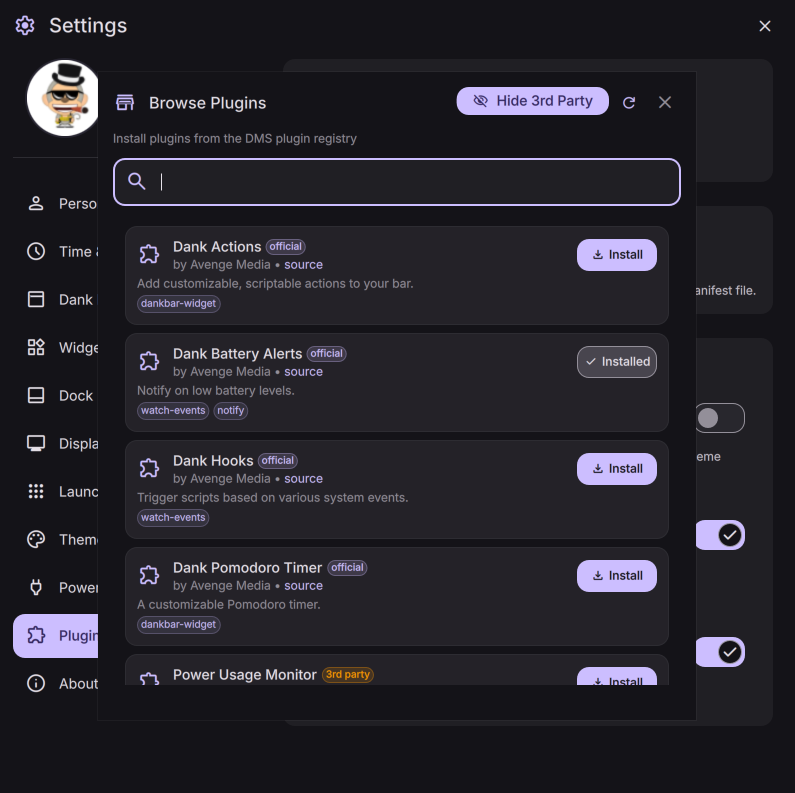 Settings
Browse Plugins
Hide 3rd Party
Install plugins from the DMS plugin registry
Dank Actions official
by Avenge Media • source
Install
Add customizable, scriptable actions to your bar.
dankbar-widget
Dank Battery Alerts official
by Avenge Media • source
Installed
Notify on low battery levels.
watch-events notify
Dank Hooks official
by Avenge Media • source
Install
Trigger scripts based on various system events.
watch-events
Dank Pomodoro Timer official
by Avenge Media • source
Install
A customizable Pomodoro timer.
dankbar-widget
Power Usage Monitor 3rd party
Install
Perso
Time &
Dank
Widge
Dock
Displa
Launc
Theme
Power
Plugin
About
anifest file.
eme